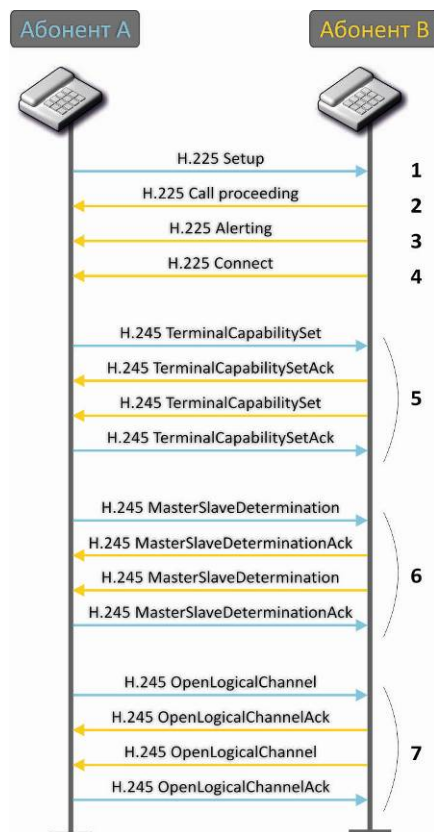 Абонент А Абонент В
H.225 Setup 1
H.225 Call proceeding 2
H.225 Alerting 3
H.225 Connect 4
H.245 TerminalCapabilitySet
H.245 TerminalCapabilitySetAck
5
H.245 TerminalCapabilitySet
H.245 TerminalCapabilitySetAck
H.245 MasterSlaveDetermination
H.245 MasterSlaveDeterminationAck
6
H.245 MasterSlaveDetermination
H.245 MasterSlaveDeterminationAck
H.245 OpenLogicalChannel
H.245 OpenLogicalChannelAck
7
H.245 OpenLogicalChannel
H.245 OpenLogicalChannelAck